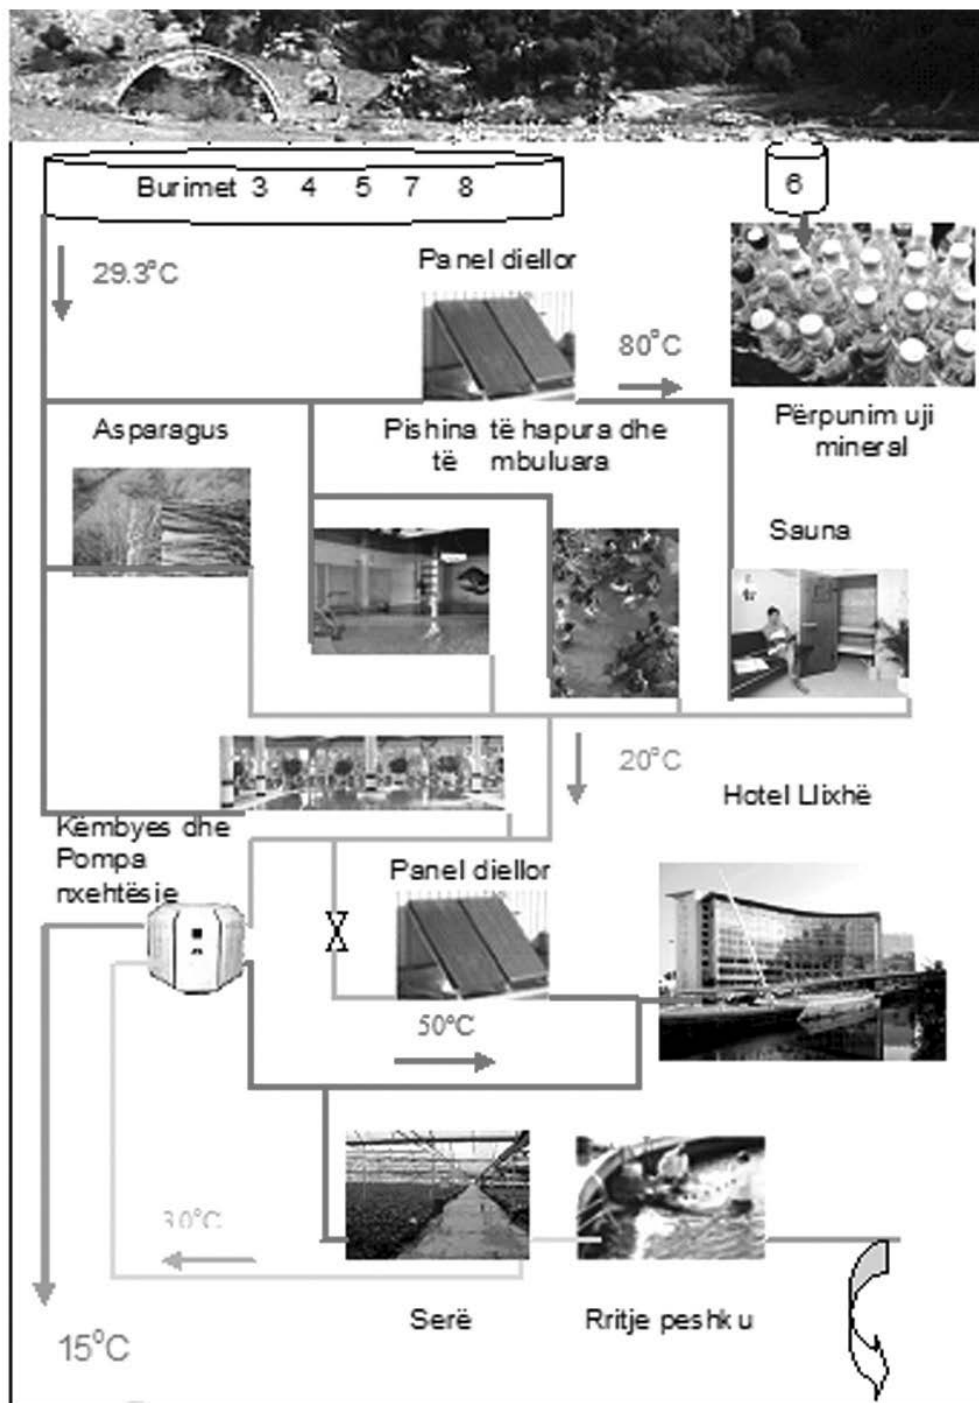 Burimet 3 4 5 7 8
6
29.3°C
Panel diellor
80°C
Asparagus
Pishina të hapura dhe
të mbuluara
Përpunim uji
mineral
Sauna
20°C
Hotel Llixhë
Këmbyes dhe
Pompa
nxehtësie
Panel diellor
50°C
30°C
Serë
Rritje peshku
15°C